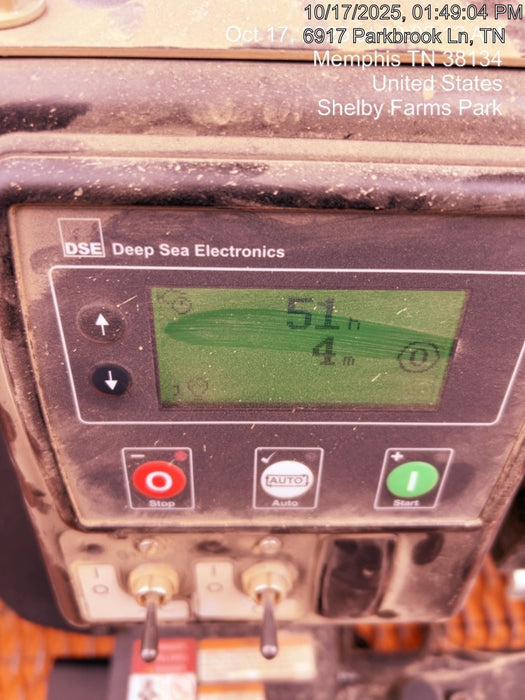 10/17/2025, 01:49:04 PM
Oct 17,
6917 Parkbrook Ln, TN
Memphis TN 38134
United States
Shelby Farms Park
DSE Deep Sea Electronics
51 h
4 m
O
Stop
AUTO
Auto
I
Start
I
O
I
O